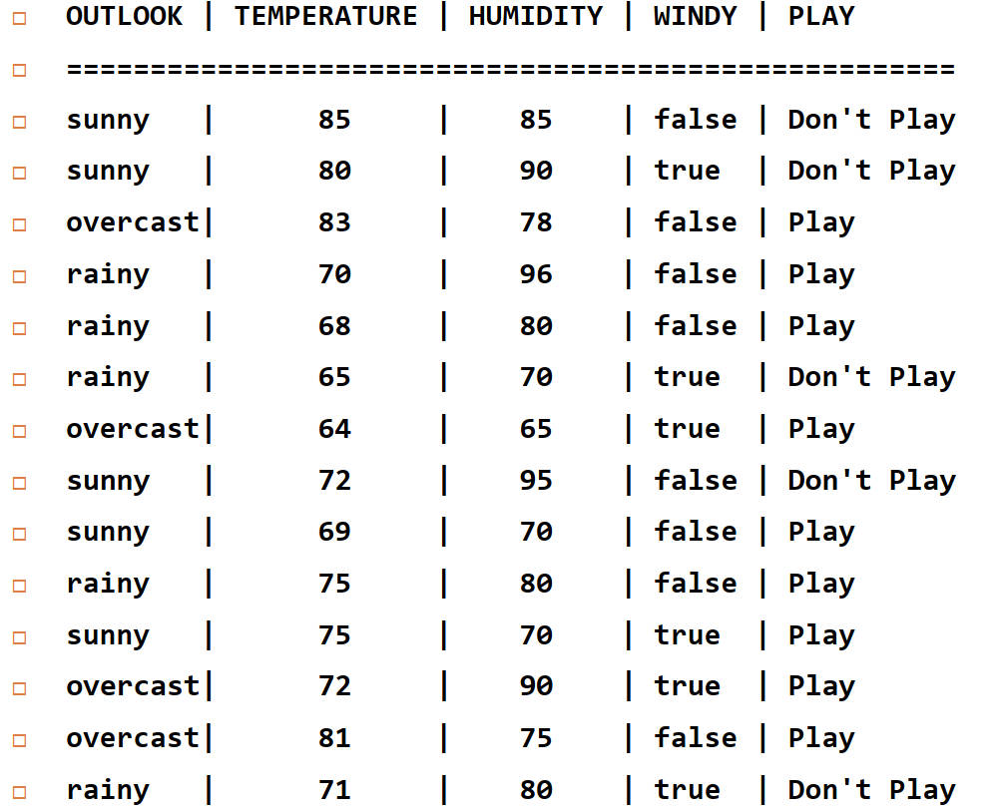 OUTLOOK | TEMPERATURE | HUMIDITY | WINDY | PLAY
=====================================================
sunny   |      85     |    85    | false | Don't Play
sunny   |      80     |    90    | true  | Don't Play
overcast|      83     |    78    | false | Play
rainy   |      70     |    96    | false | Play
rainy   |      68     |    80    | false | Play
rainy   |      65     |    70    | true  | Don't Play
overcast|      64     |    65    | true  | Play
sunny   |      72     |    95    | false | Don't Play
sunny   |      69     |    70    | false | Play
rainy   |      75     |    80    | false | Play
sunny   |      75     |    70    | true  | Play
overcast|      72     |    90    | true  | Play
overcast|      81     |    75    | false | Play
rainy   |      71     |    80    | true  | Don't Play